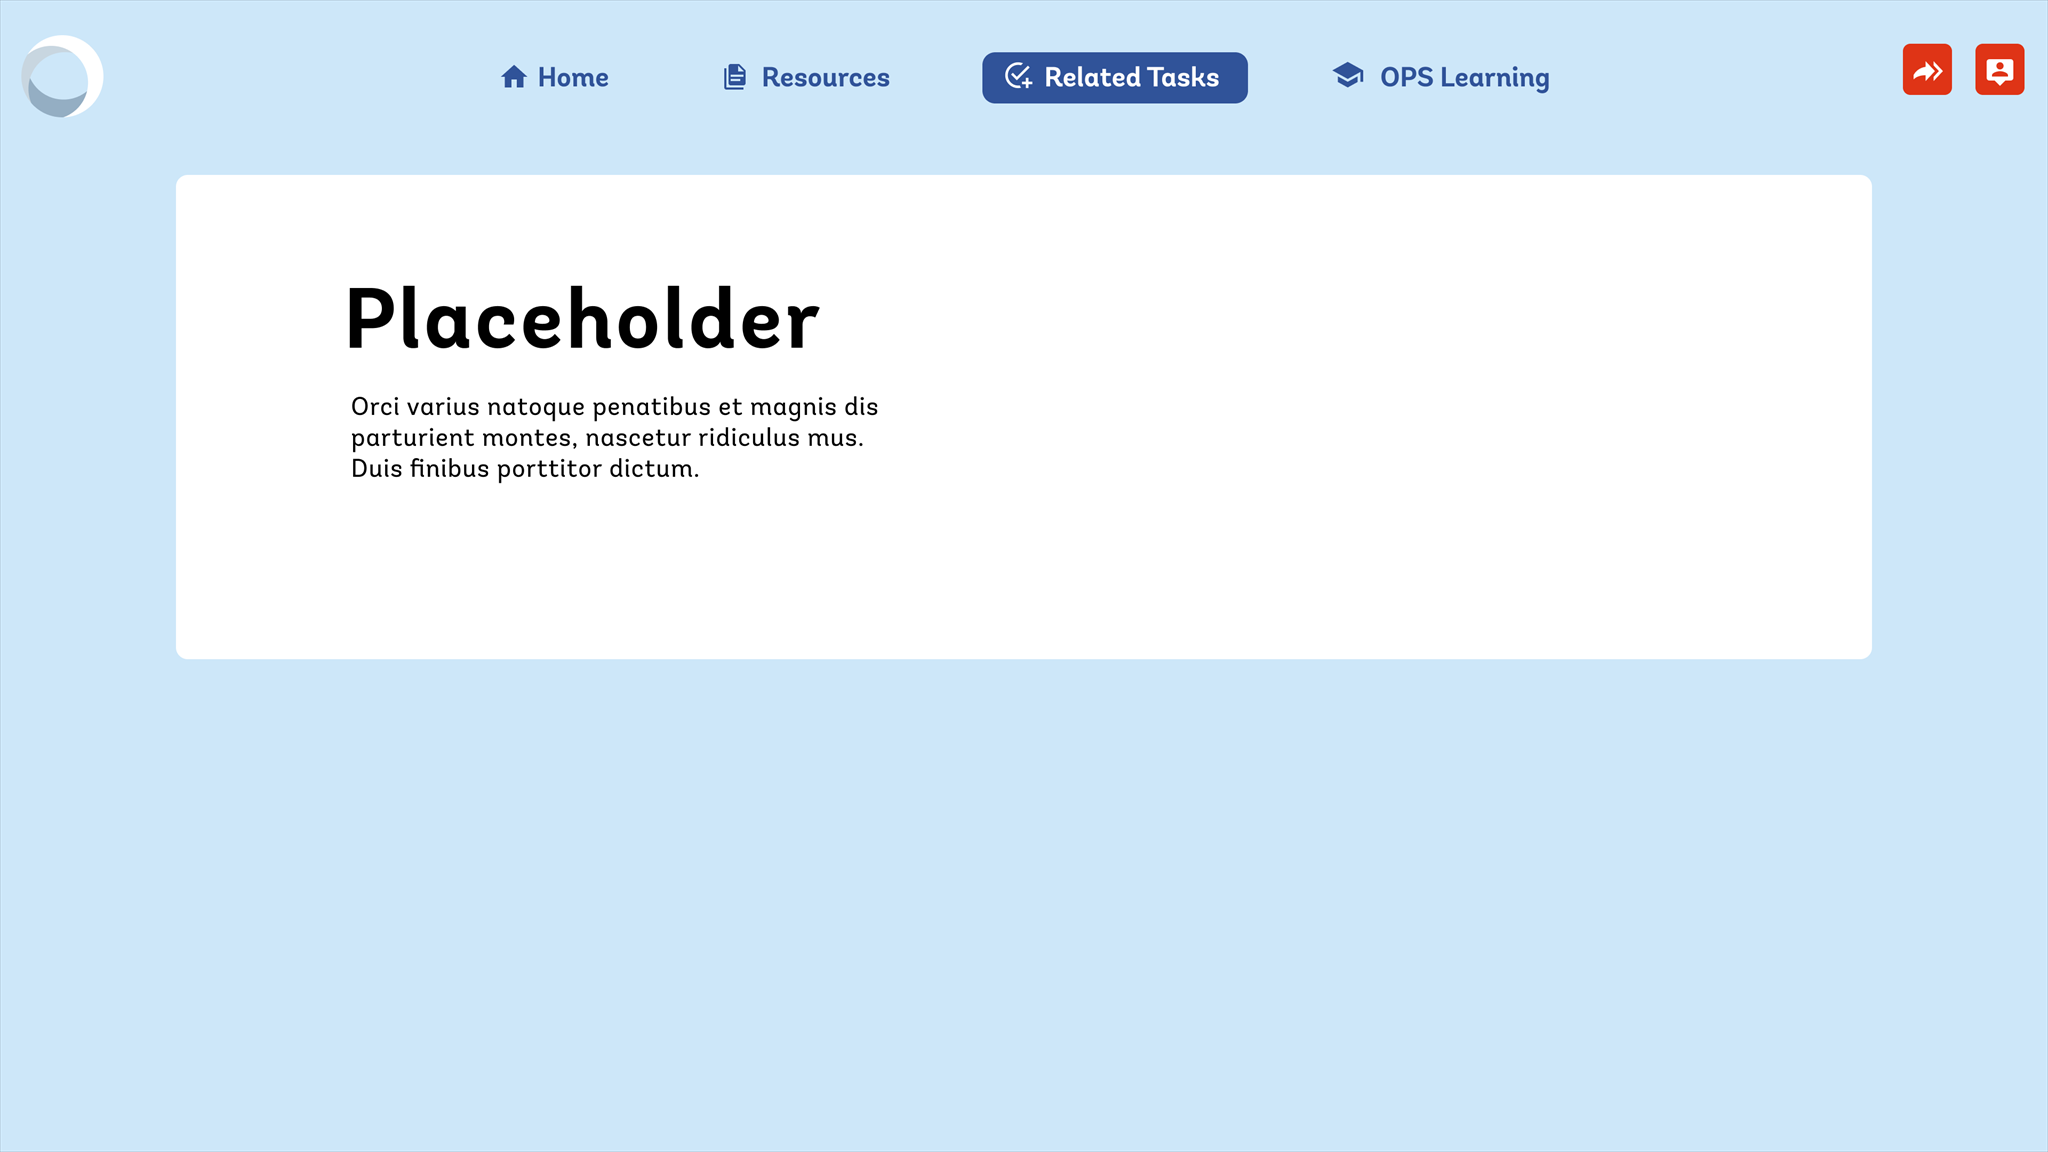 Home
Resources
Related Tasks
OPS Learning
Placeholder
Orci varius natoque penatibus et magnis dis
parturient montes, nascetur ridiculus mus.
Duis finibus porttitor dictum.